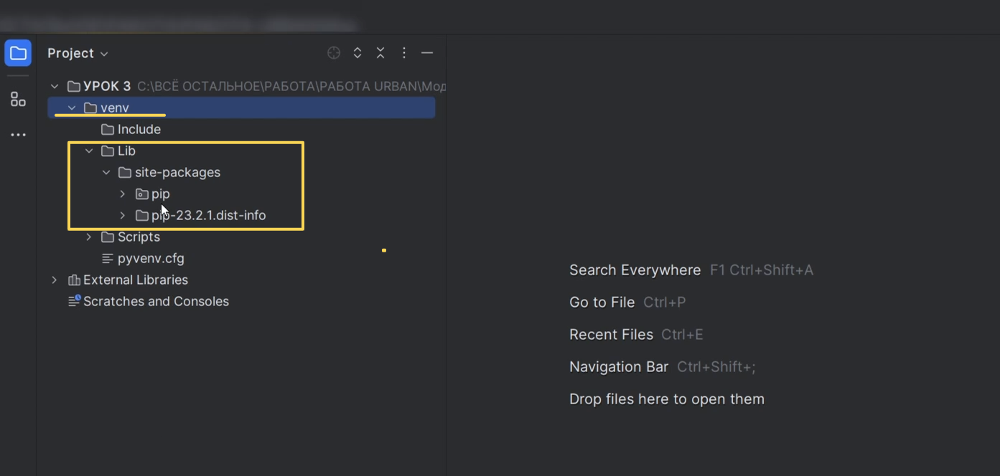 Project
УРОК 3 C:\ВСЁ ОСТАЛЬНОЕ\РАБОТА\РАБОТА URBAN\Мод
venv
Include
Lib
site-packages
pip
pip-23.2.1.dist-info
Scripts
pyvenv.cfg
External Libraries
Scratches and Consoles
Search Everywhere F1 Ctrl+Shift+A
Go to File Ctrl+P
Recent Files Ctrl+E
Navigation Bar Ctrl+Shift+;
Drop files here to open them